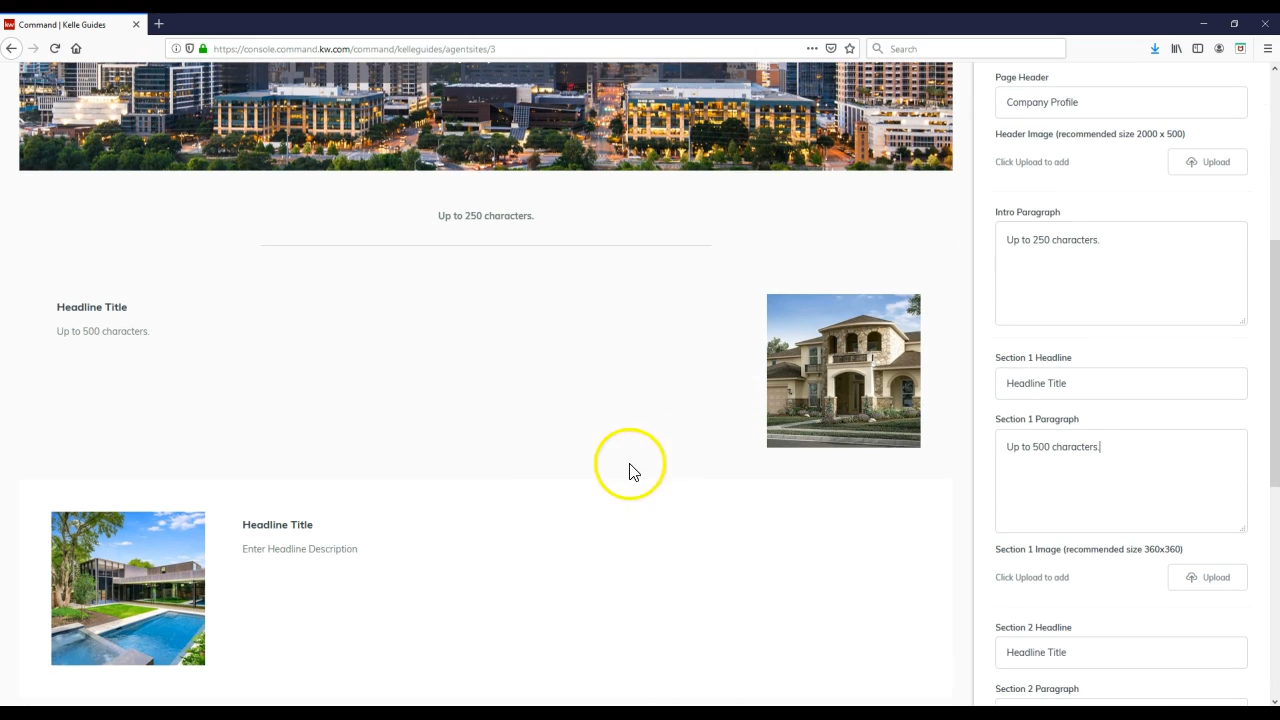 kw Command | Kelle Guides
https://console.command.kw.com/command/kelleguides/agentsites/3
Search
Up to 250 characters.
Headline Title
Up to 500 characters.
Headline Title
Enter Headline Description
Page Header
Company Profile
Header Image (recommended size 2000 x 500)
Click Upload to add
Upload
Intro Paragraph
Up to 250 characters.
Section 1 Headline
Headline Title
Section 1 Paragraph
Up to 500 characters.
Section 1 Image (recommended size 360x360)
Click Upload to add
Upload
Section 2 Headline
Headline Title
Section 2 Paragraph